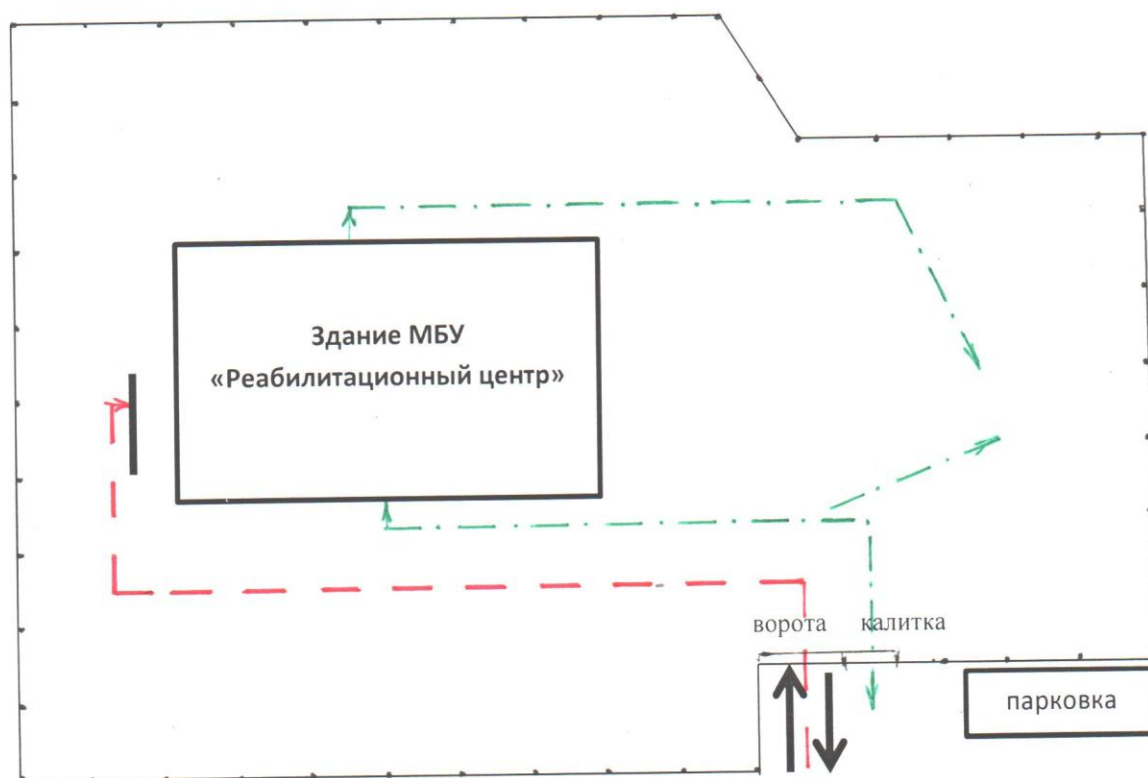 Здание МБУ
«Реабилитационный центр»
ворота калитка
парковка